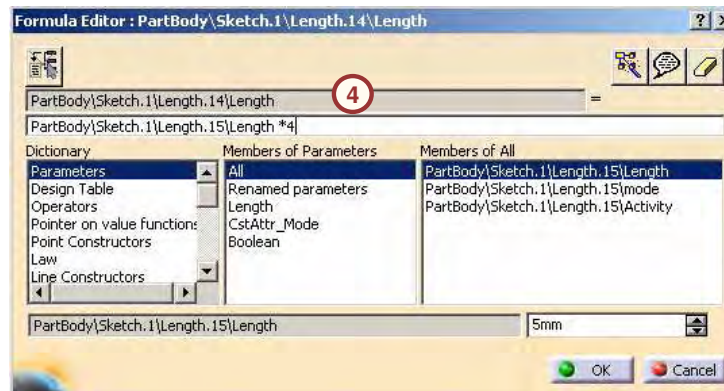 Formula Editor : PartBody\Sketch.1\Length.14\Length
?
4
PartBody\Sketch.1\Length.14\Length =
PartBody\Sketch.1\Length.15\Length *4
Dictionary Members of Parameters Members of All
Parameters All PartBody\Sketch.1\Length.15\Length
Design Table Renamed parameters PartBody\Sketch.1\Length.15\mode
Operators Length PartBody\Sketch.1\Length.15\Activity
Pointer on value functions CstAttr_Mode
Point Constructors Boolean
Law
Line Constructors
PartBody\Sketch.1\Length.15\Length 5mm
OK Cancel